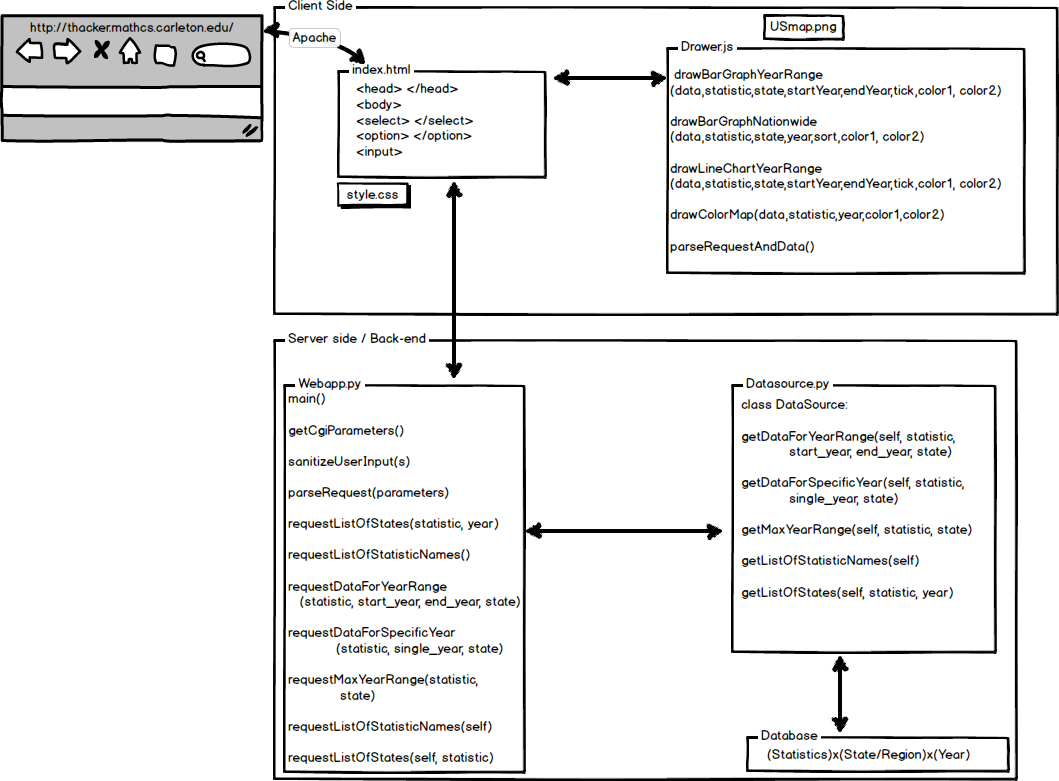 http://thacker.mathcs.carleton.edu/
Client Side
Apache
USmap.png
index.html
<head> </head>
<body>
<select> </select>
<option> </option>
<input>
style.css
Drawer.js
drawBarGraphYearRange
(data,statistic,state,startYear,endYear,tick,color1, color2)
drawBarGraphNationwide
(data,statistic,state,year,sort,color1, color2)
drawLineChartYearRange
(data,statistic,state,startYear,endYear,tick,color1, color2)
drawColorMap(data,statistic,year,color1,color2)
parseRequestAndData()
Server side / Back-end
Webapp.py
main()
getCgiParameters()
sanitizeUserInput(s)
parseRequest(parameters)
requestListOfStates(statistic, year)
requestListOfStatisticNames()
requestDataForYearRange
(statistic, start_year, end_year, state)
requestDataForSpecificYear
(statistic, single_year, state)
requestMaxYearRange(statistic,
state)
requestListOfStatisticNames(self)
requestListOfStates(self, statistic)
Datasource.py
class DataSource:
getDataForYearRange(self, statistic,
start_year, end_year, state)
getDataForSpecificYear(self, statistic,
single_year, state)
getMaxYearRange(self, statistic, state)
getListOfStatisticNames(self)
getListOfStates(self, statistic, year)
Database
(Statistics)x(State/Region)x(Year)